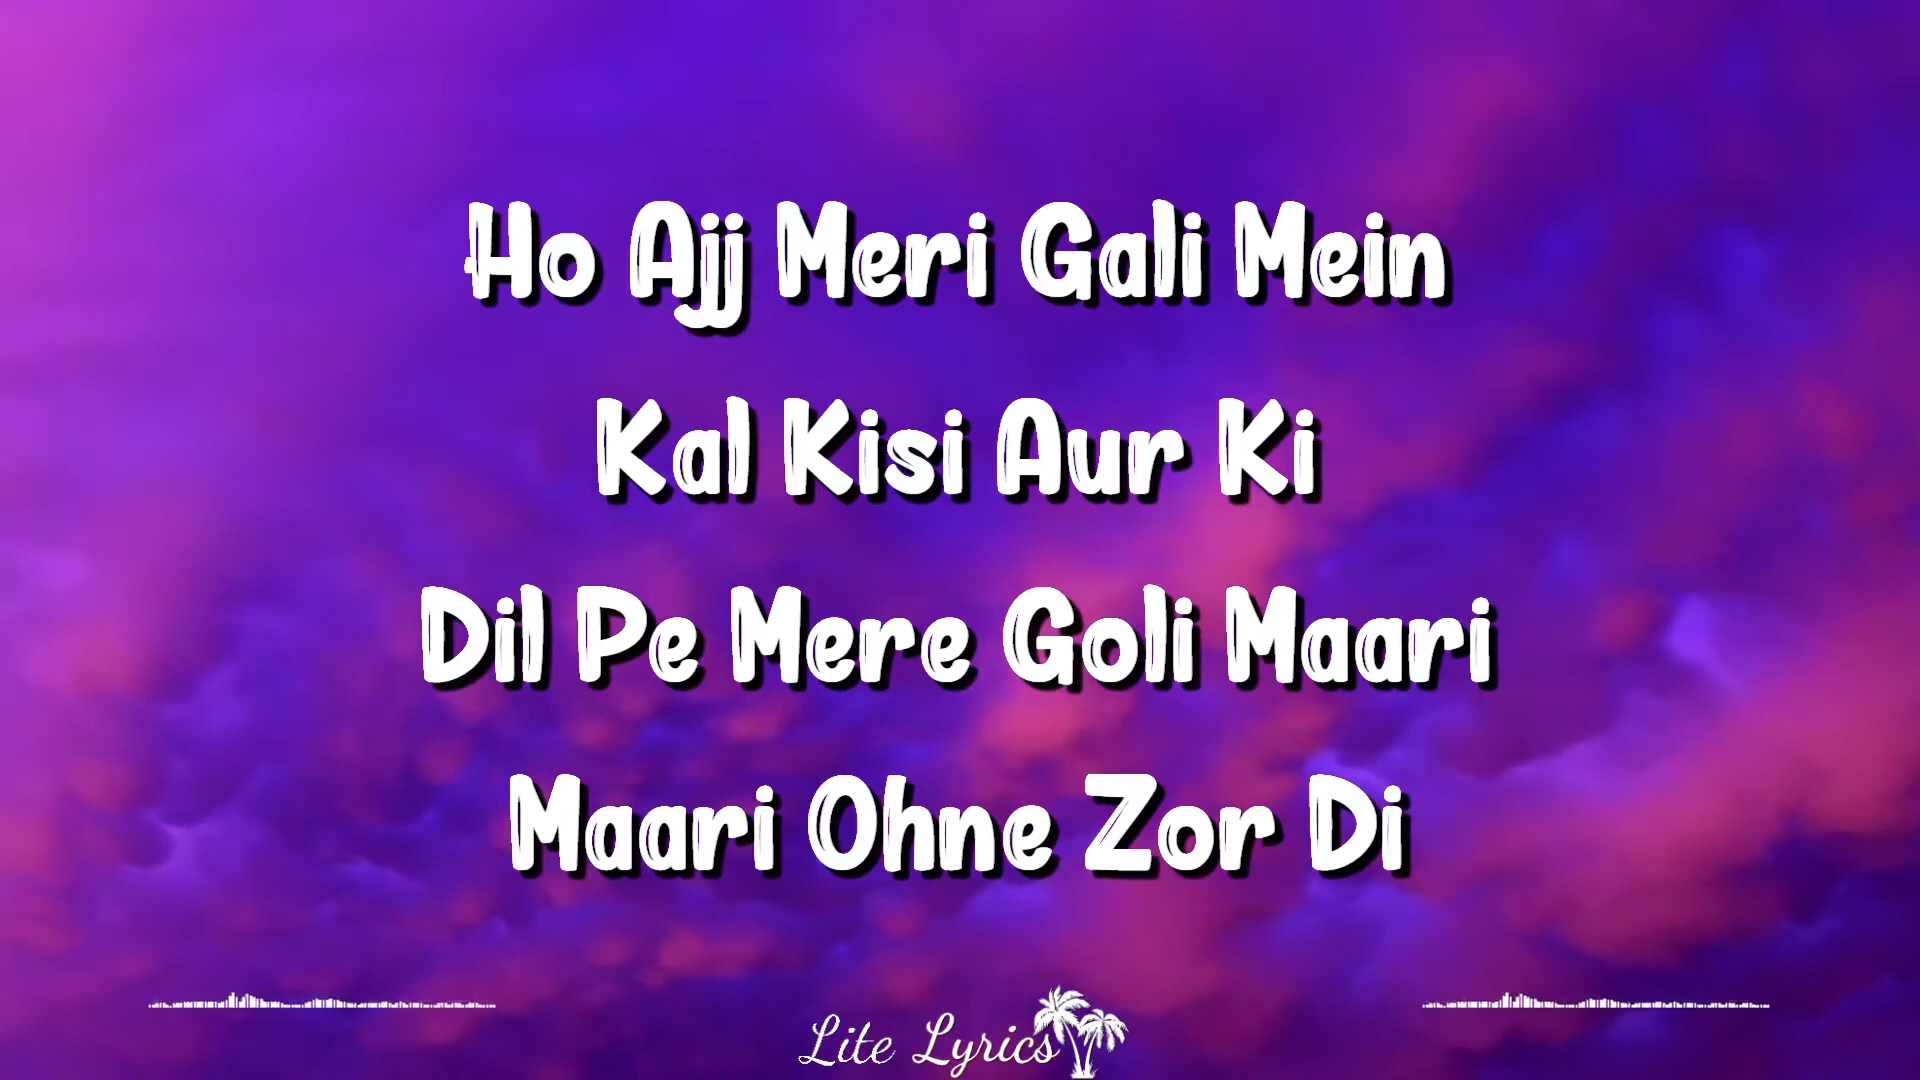 Ho Ajj Meri Gali Mein
Kal Kisi Aur Ki
Dil Pe Mere Goli Maari
Maari Ohne Zor Di
Lite Lyrics